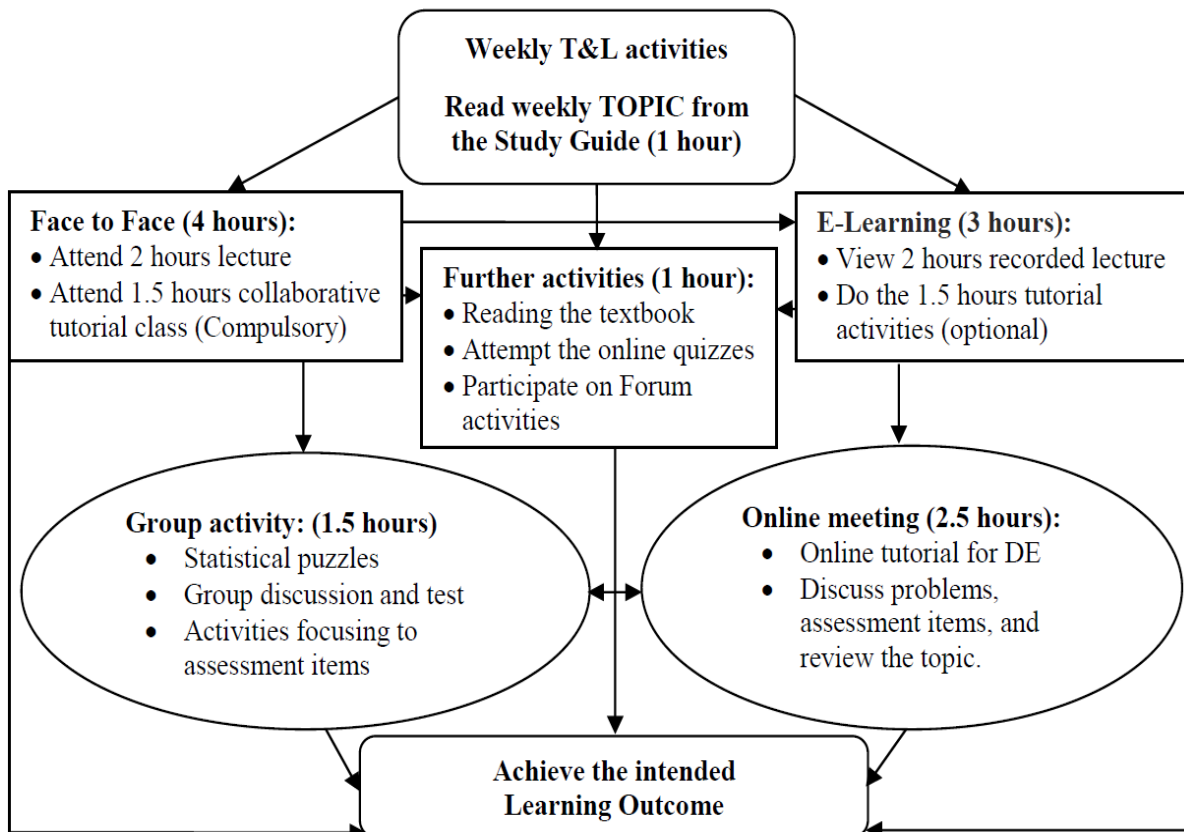 Weekly T&L activities
Read weekly TOPIC from
the Study Guide (1 hour)
Face to Face (4 hours):
• Attend 2 hours lecture
• Attend 1.5 hours collaborative
tutorial class (Compulsory)
Further activities (1 hour):
• Reading the textbook
• Attempt the online quizzes
• Participate on Forum
activities
E-Learning (3 hours):
• View 2 hours recorded lecture
• Do the 1.5 hours tutorial
activities (optional)
Group activity: (1.5 hours)
• Statistical puzzles
• Group discussion and test
• Activities focusing to
assessment items
Online meeting (2.5 hours):
• Online tutorial for DE
• Discuss problems,
assessment items, and
review the topic.
Achieve the intended
Learning Outcome